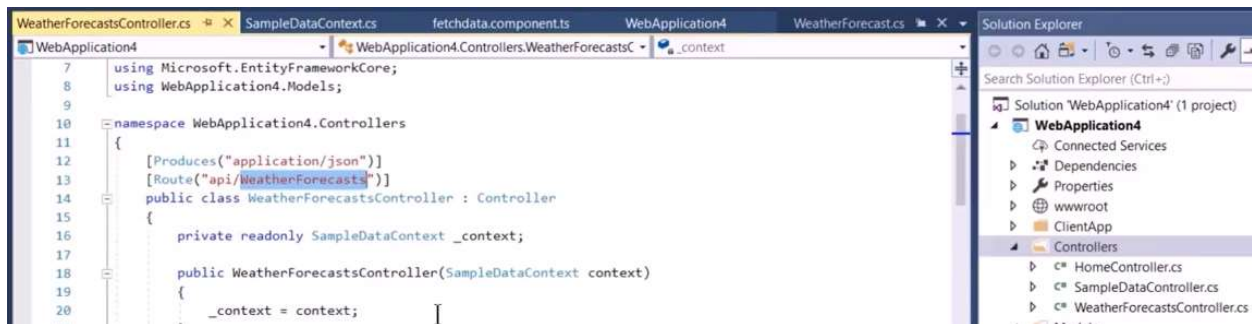 WeatherForecastsController.cs SampleDataContext.cs fetchdata.component.ts WebApplication4 WeatherForecast.cs Solution Explorer
WebApplication4 WebApplication4.Controllers.WeatherForecastsC _context
Search Solution Explorer (Ctrl+;)
7 using Microsoft.EntityFrameworkCore;
8 using WebApplication4.Models;
9
10 namespace WebApplication4.Controllers
11 {
12 [Produces("application/json")]
13 [Route("api/WeatherForecasts")]
14 public class WeatherForecastsController : Controller
15 {
16 private readonly SampleDataContext _context;
17
18 public WeatherForecastsController(SampleDataContext context)
19 {
20 _context = context;
Solution 'WebApplication4' (1 project)
WebApplication4
Connected Services
Dependencies
Properties
wwwroot
ClientApp
Controllers
C# HomeController.cs
C# SampleDataController.cs
C# WeatherForecastsController.cs